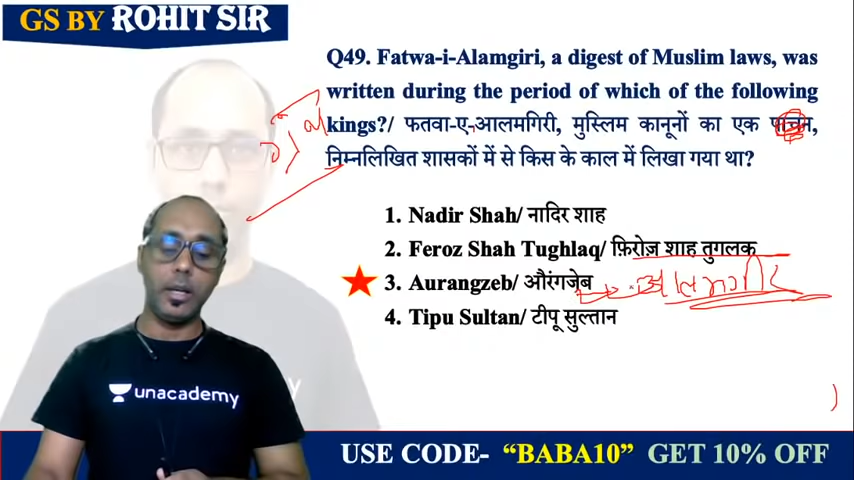 GS BY ROHIT SIR
Q49. Fatwa-i-Alamgiri, a digest of Muslim laws, was
written during the period of which of the following
kings?/ फतवा-ए-आलमगिरी, मुस्लिम कानूनों का एक
निम्नलिखित शासकों में से किस के काल में लिखा गया था?
1. Nadir Shah/ नादिर शाह
2. Feroz Shah Tughlaq/ फ़िरोज़ शाह तुगलक
3. Aurangzeb/ औरंगजेब
आलमगीर
4. Tipu Sultan/ टीपू सुल्तान
unacademy
USE CODE- “BABA10” GET 10% OFF